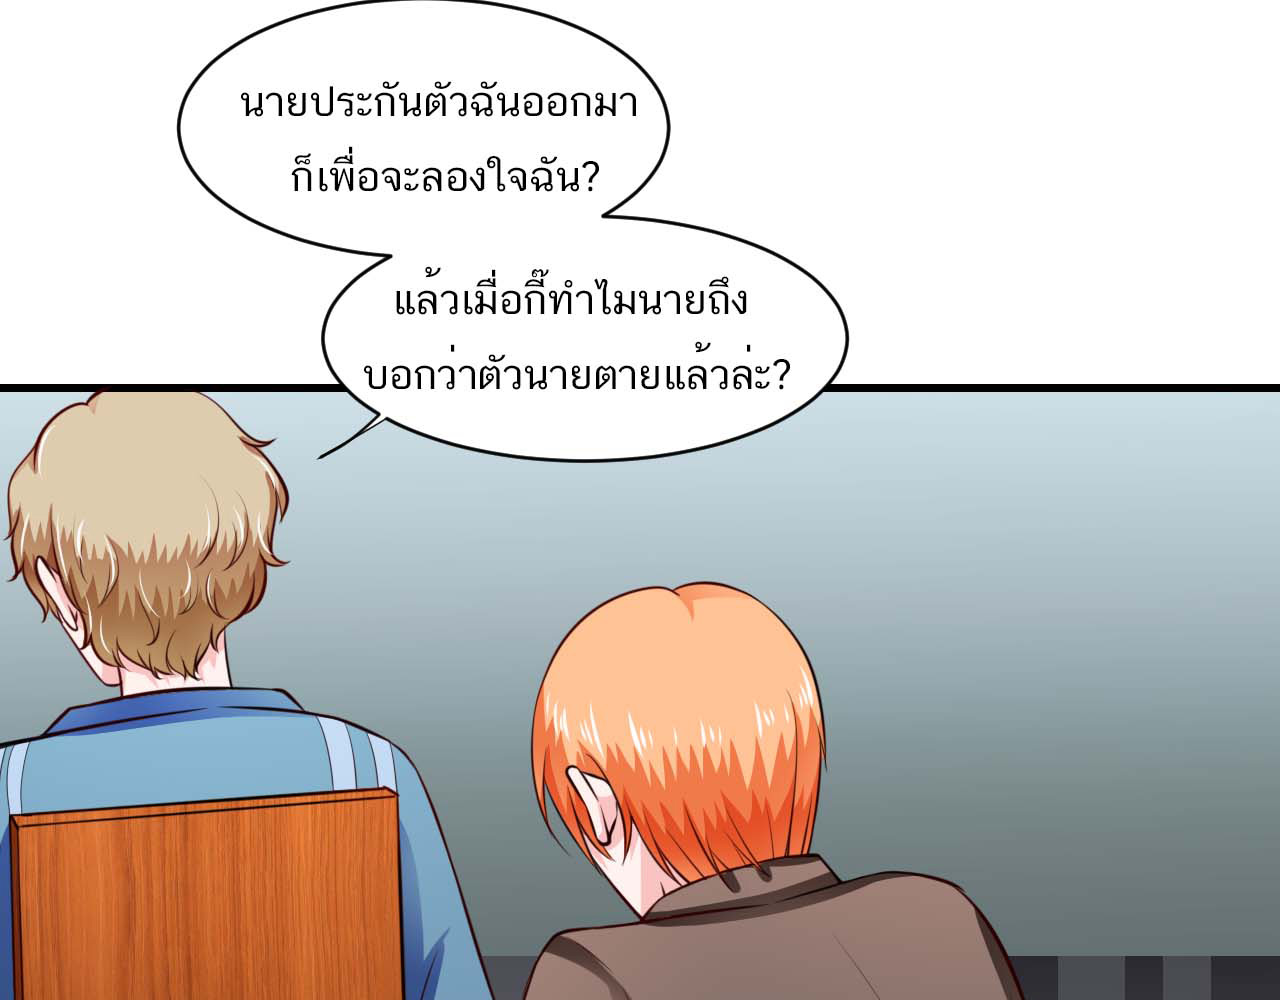 นายประกันตัวฉันออกมา
ก็เพื่อจะลองใจฉัน?
แล้วเมื่อกี๊ทำไมนายถึง
บอกว่าตัวนายตายแล้วล่ะ?